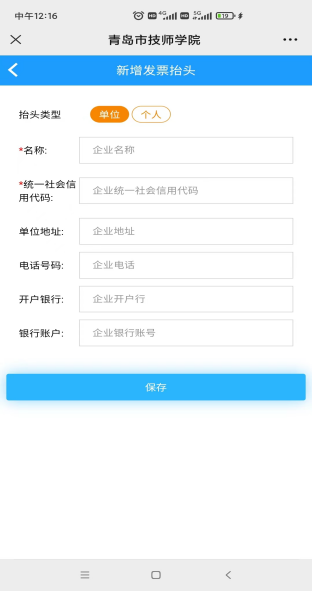 中午12:16
4G
5G
819
青岛市技师学院
新增发票抬头
抬头类型
单位
个人
*名称:
企业名称
*统一社会信
用代码:
企业统一社会信用代码
单位地址:
企业地址
电话号码:
企业电话
开户银行:
企业开户行
银行账户:
企业银行账号
保存